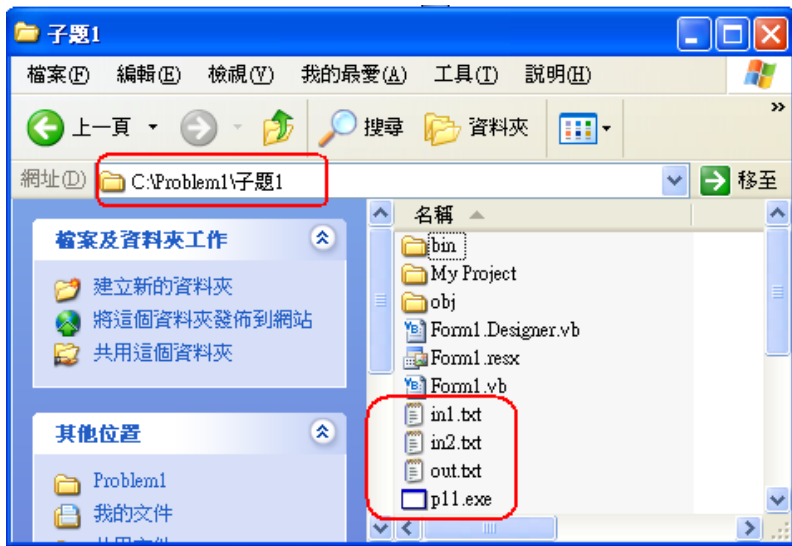 子題1
檔案(F) 編輯(E) 檢視(V) 我的最愛(A) 工具(T) 說明(H)
上一頁 搜尋 資料夾 »
網址(D) C:\Problem1\子題1 移至
名稱
檔案及資料夾工作
建立新的資料夾
將這個資料夾發佈到網站
共用這個資料夾
其他位置
Problem1
我的文件
共用文件
bin
My Project
obj
Form1.Designer.vb
Form1.resx
Form1.vb
in1.txt
in2.txt
out.txt
p11.exe